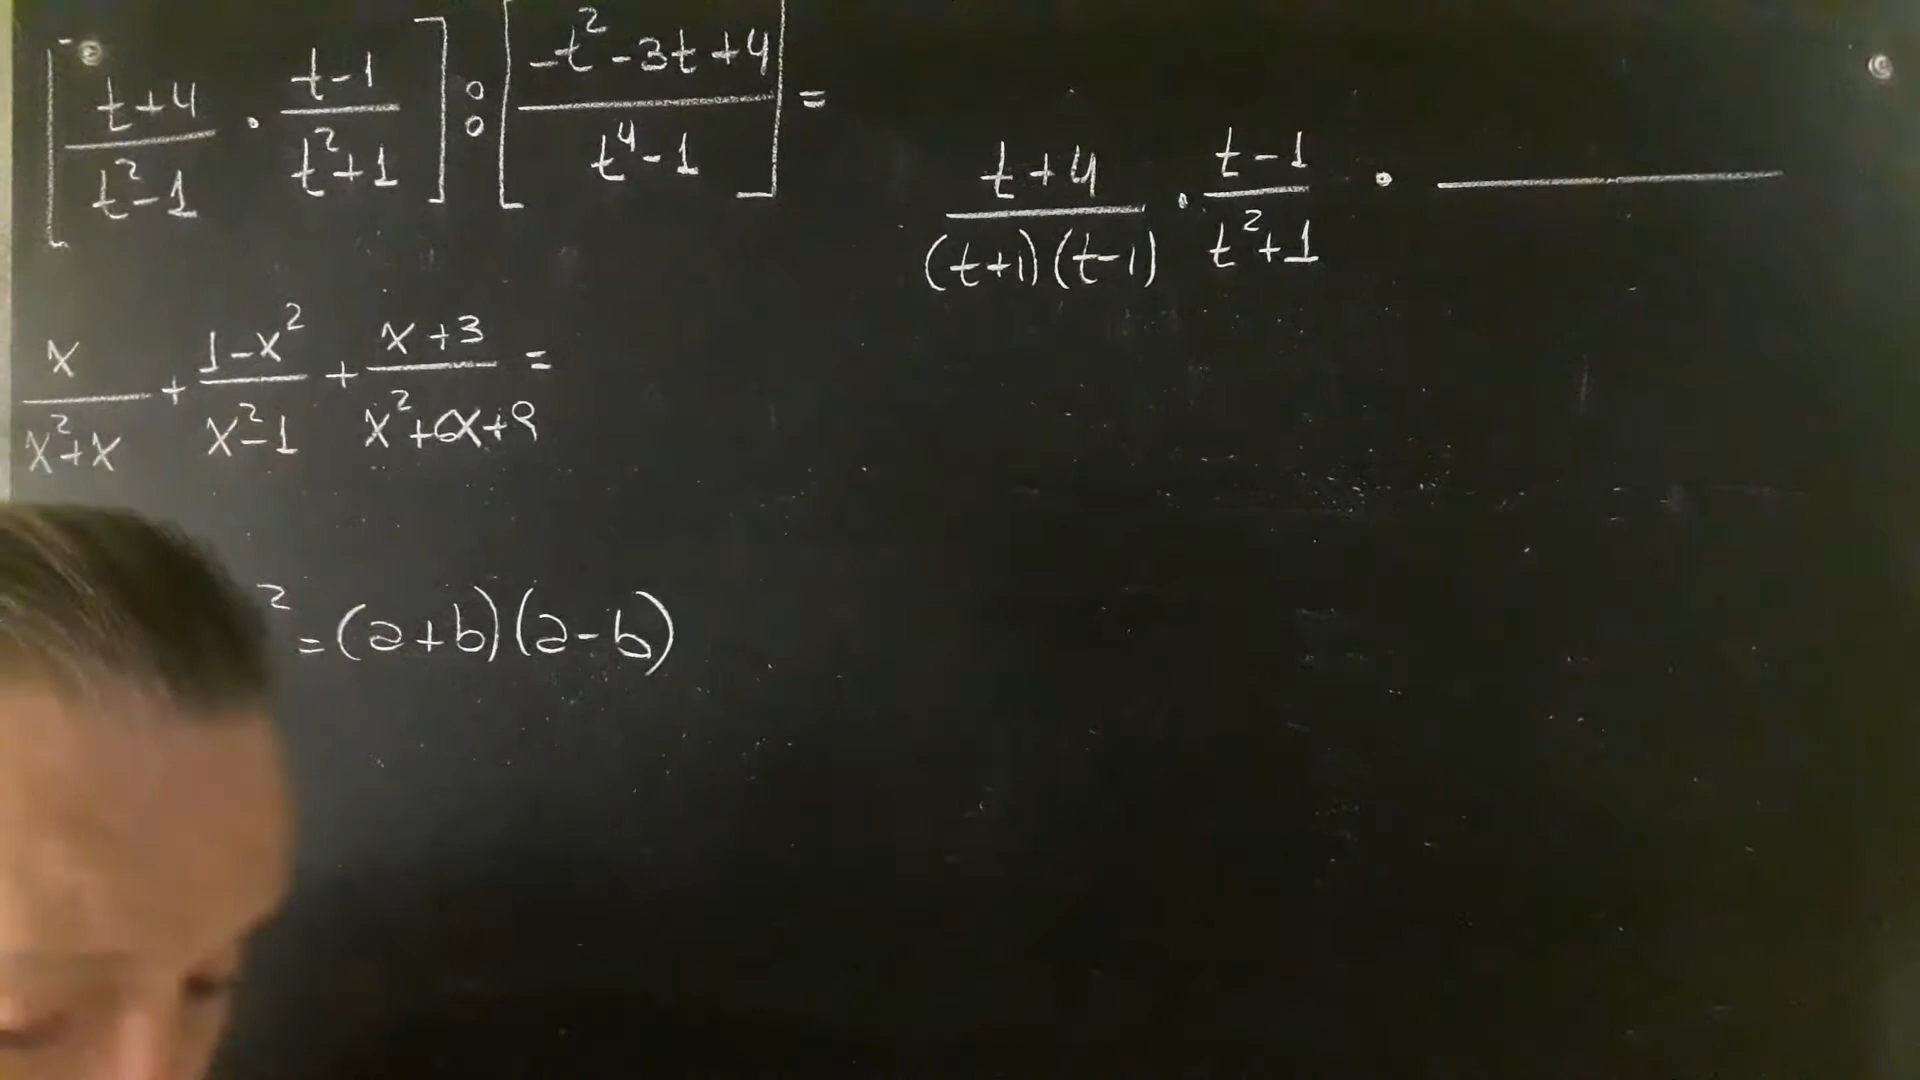 [t+4/t²-1 · t-1/t²+1] : [-t²-3t+4/t⁴-1] =
t+4/(t+1)(t-1) · t-1/t²+1 ·
x/x²+x + 1-x²/x²-1 + x+3/x²+6x+9 =
² = (a+b)(a-b)